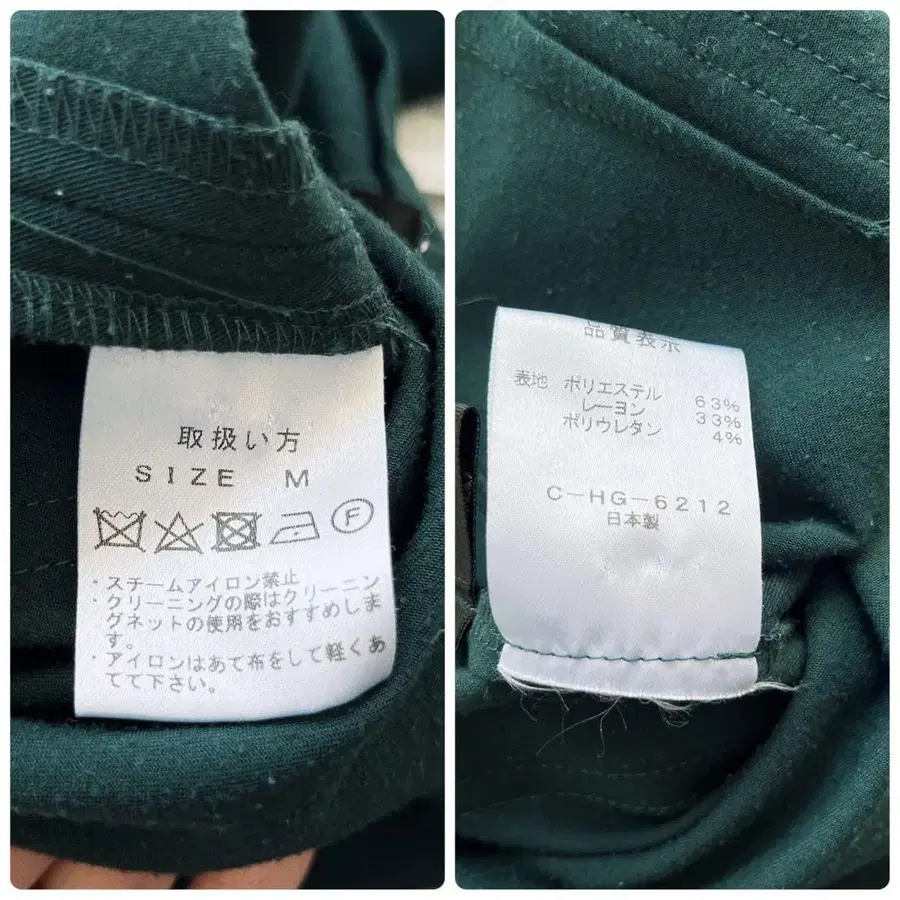 取扱い方
SIZE M
F
・スチームアイロン禁止
・クリーニングの際はクリーニン
グネットの使用をおすすめしま
す。
・アイロンはあて布をして軽くあ
てて下さい。
品質表示
表地 ポリエステル 63%
レーヨン 33%
ポリウレタン 4%
C-HG-6212
日本製